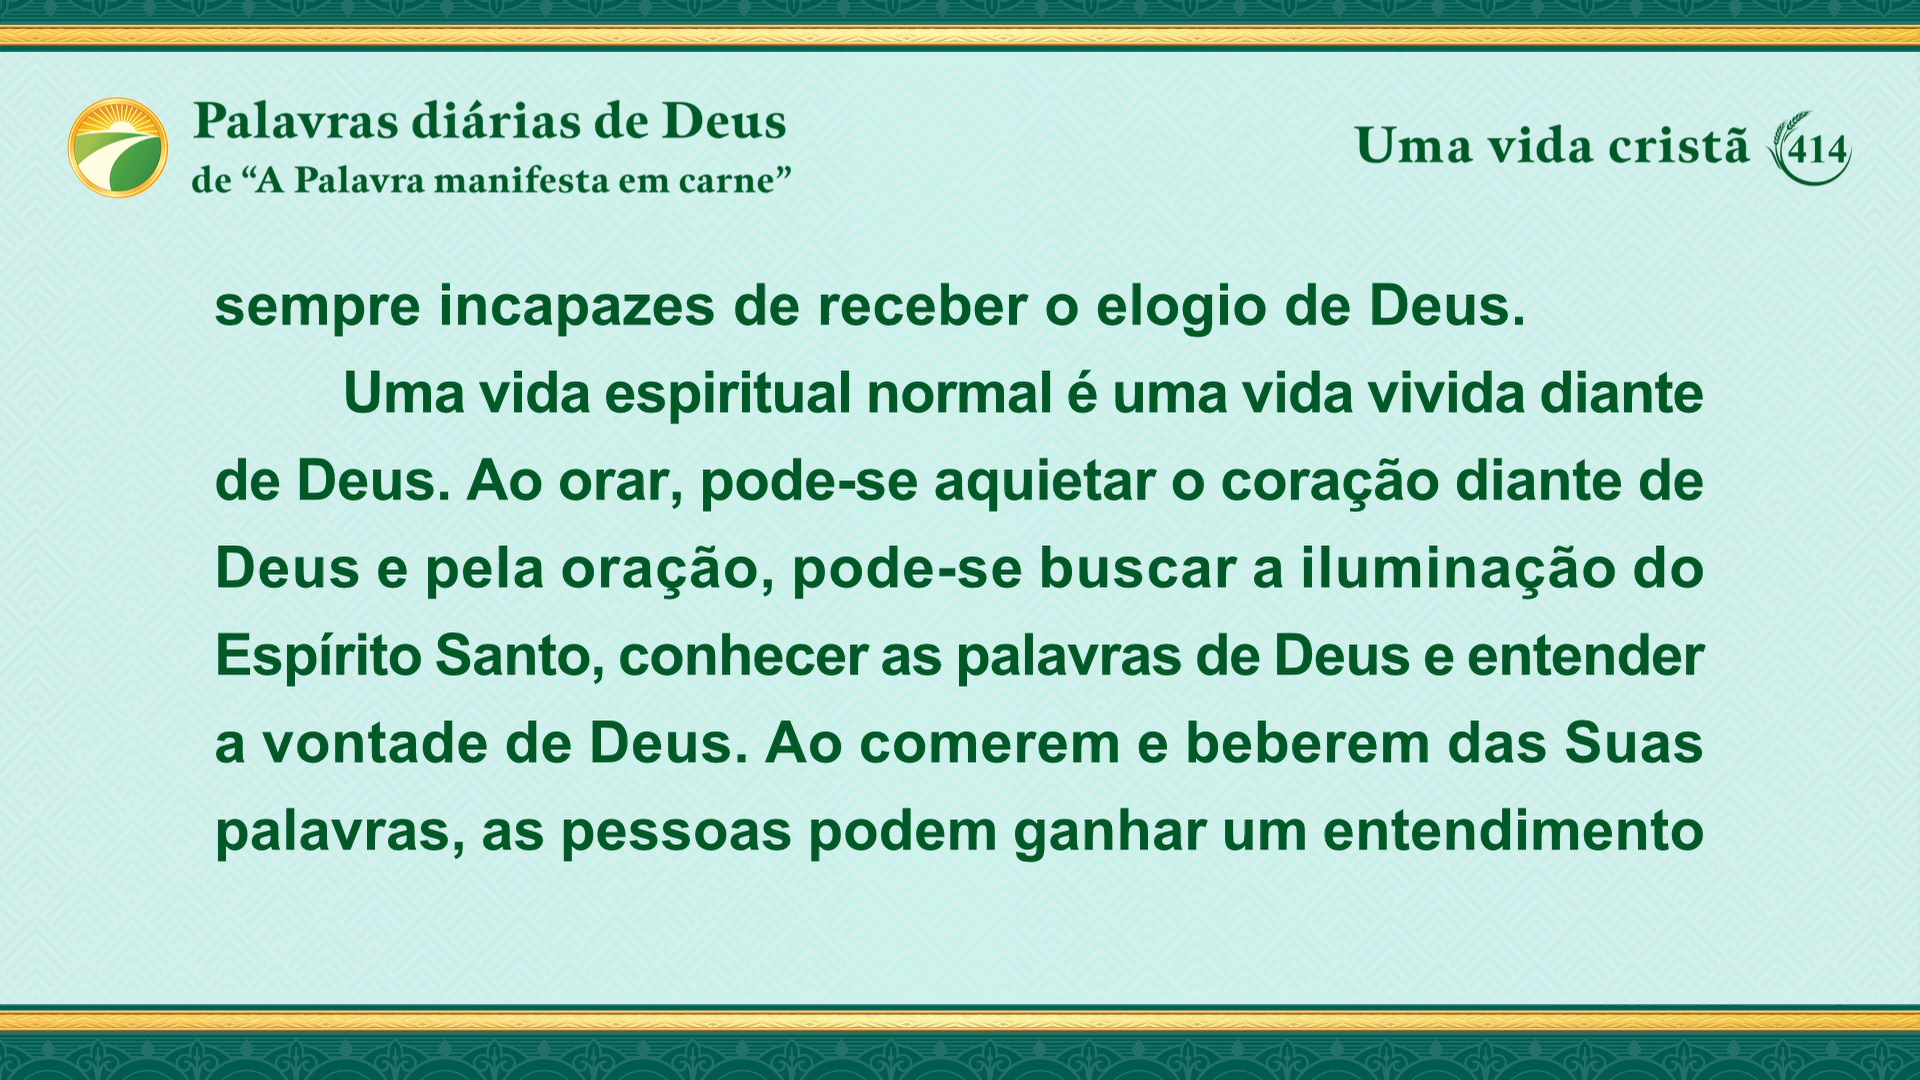 Palavras diárias de Deus
de “A Palavra manifesta em carne”
Uma vida cristã 414
sempre incapazes de receber o elogio de Deus.
Uma vida espiritual normal é uma vida vivida diante
de Deus. Ao orar, pode-se aquietar o coração diante de
Deus e pela oração, pode-se buscar a iluminação do
Espírito Santo, conhecer as palavras de Deus e entender
a vontade de Deus. Ao comerem e beberem das Suas
palavras, as pessoas podem ganhar um entendimento